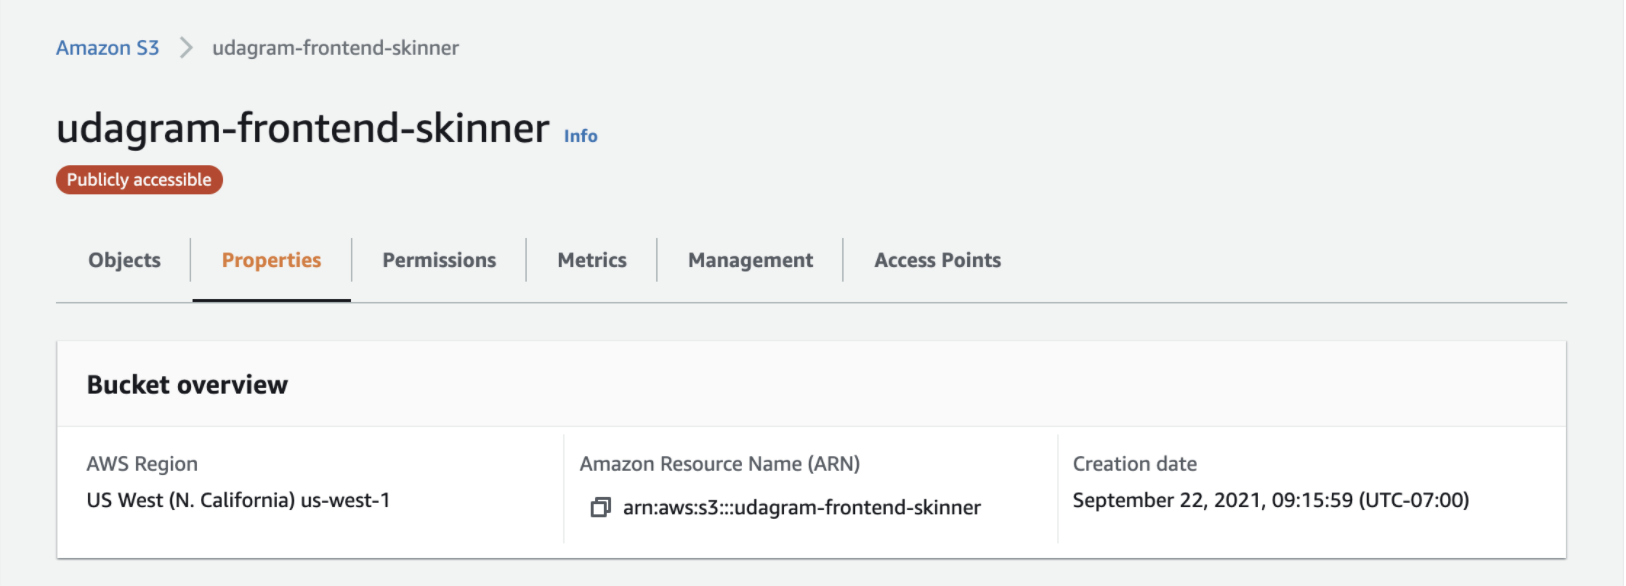 Amazon S3 udagram-frontend-skinner
udagram-frontend-skinner Info
Publicly accessible
Objects Properties Permissions Metrics Management Access Points
Bucket overview
AWS Region
US West (N. California) us-west-1
Amazon Resource Name (ARN)
arn:aws:s3:::udagram-frontend-skinner
Creation date
September 22, 2021, 09:15:59 (UTC-07:00)